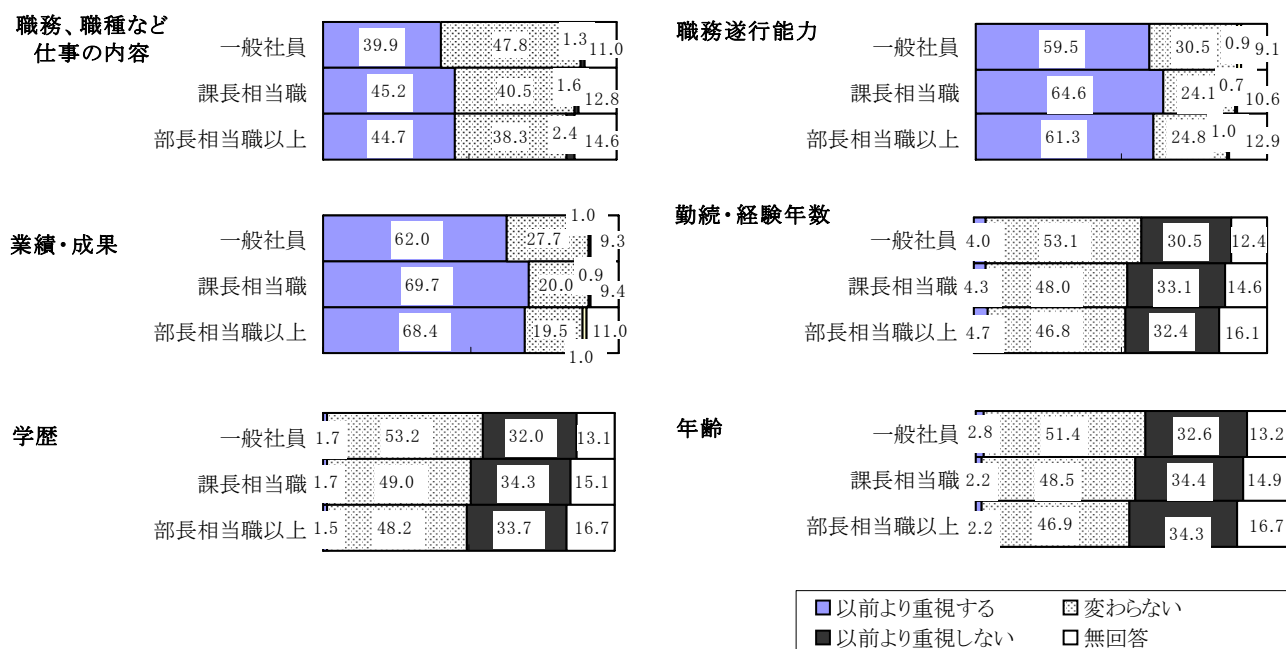 職務、職種など
仕事の内容
一般社員 39.9 47.8 1.3 11.0
課長相当職 45.2 40.5 1.6 12.8
部長相当職以上 44.7 38.3 2.4 14.6
職務遂行能力
一般社員 59.5 30.5 0.9 9.1
課長相当職 64.6 24.1 0.7 10.6
部長相当職以上 61.3 24.8 1.0 12.9
業績・成果
一般社員 62.0 27.7 1.0 9.3
課長相当職 69.7 20.0 0.9 9.4
部長相当職以上 68.4 19.5 1.0 11.0
勤続・経験年数
一般社員 4.0 53.1 30.5 12.4
課長相当職 4.3 48.0 33.1 14.6
部長相当職以上 4.7 46.8 32.4 16.1
学歴
一般社員 1.7 53.2 32.0 13.1
課長相当職 1.7 49.0 34.3 15.1
部長相当職以上 1.5 48.2 33.7 16.7
年齢
一般社員 2.8 51.4 32.6 13.2
課長相当職 2.2 48.5 34.4 14.9
部長相当職以上 2.2 46.9 34.3 16.7
以前より重視する 変わらない
以前より重視しない 無回答